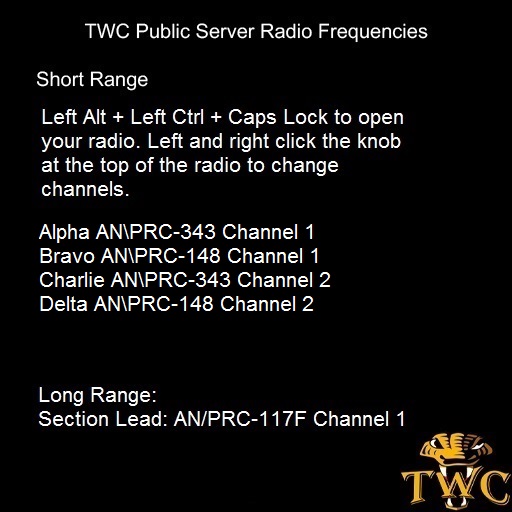 TWC Public Server Radio Frequencies
Short Range
Left Alt + Left Ctrl + Caps Lock to open
your radio. Left and right click the knob
at the top of the radio to change
channels.
Alpha AN\PRC-343 Channel 1
Bravo AN\PRC-148 Channel 1
Charlie AN\PRC-343 Channel 2
Delta AN\PRC-148 Channel 2
Long Range:
Section Lead: AN/PRC-117F Channel 1
TWC